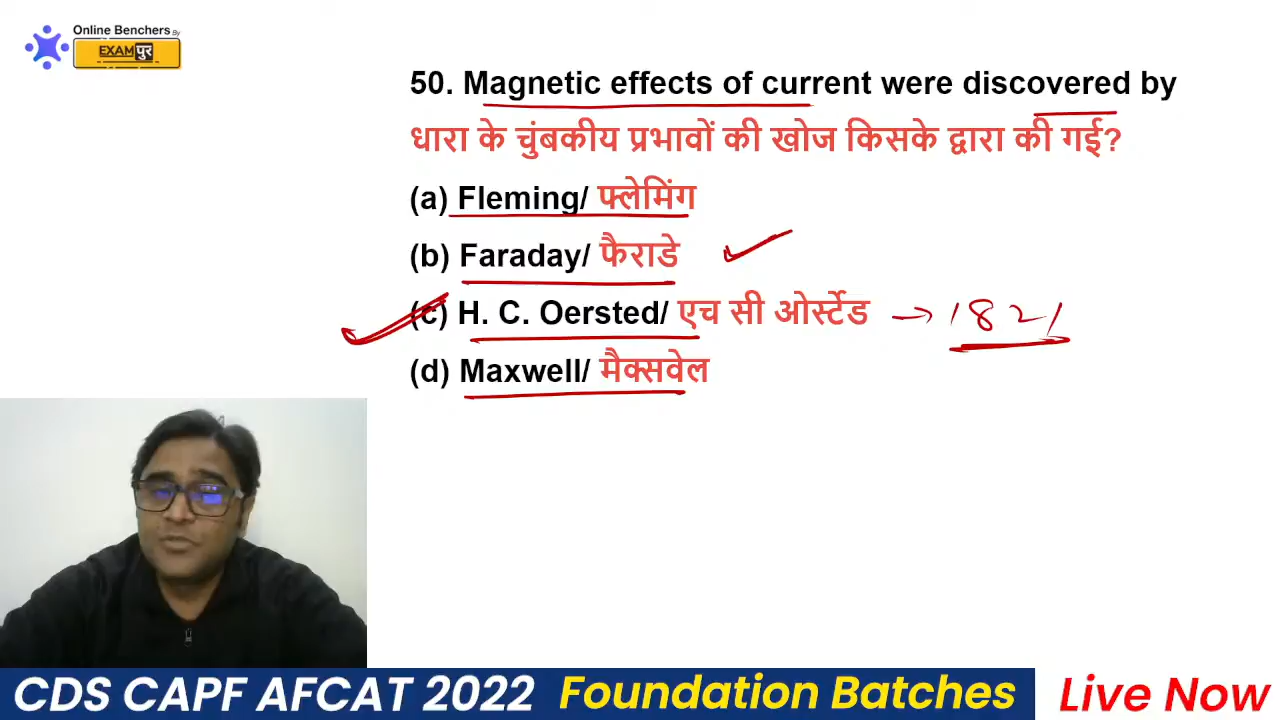 Online Benchers By
EXAMपुर
50. Magnetic effects of current were discovered by
धारा के चुंबकीय प्रभावों की खोज किसके द्वारा की गई?
(a) Fleming/ फ्लेमिंग
(b) Faraday/ फैराडे
(c) H. C. Oersted/ एच सी ओर्स्टेड → 1821
(d) Maxwell/ मैक्सवेल
CDS CAPF AFCAT 2022 Foundation Batches Live Now